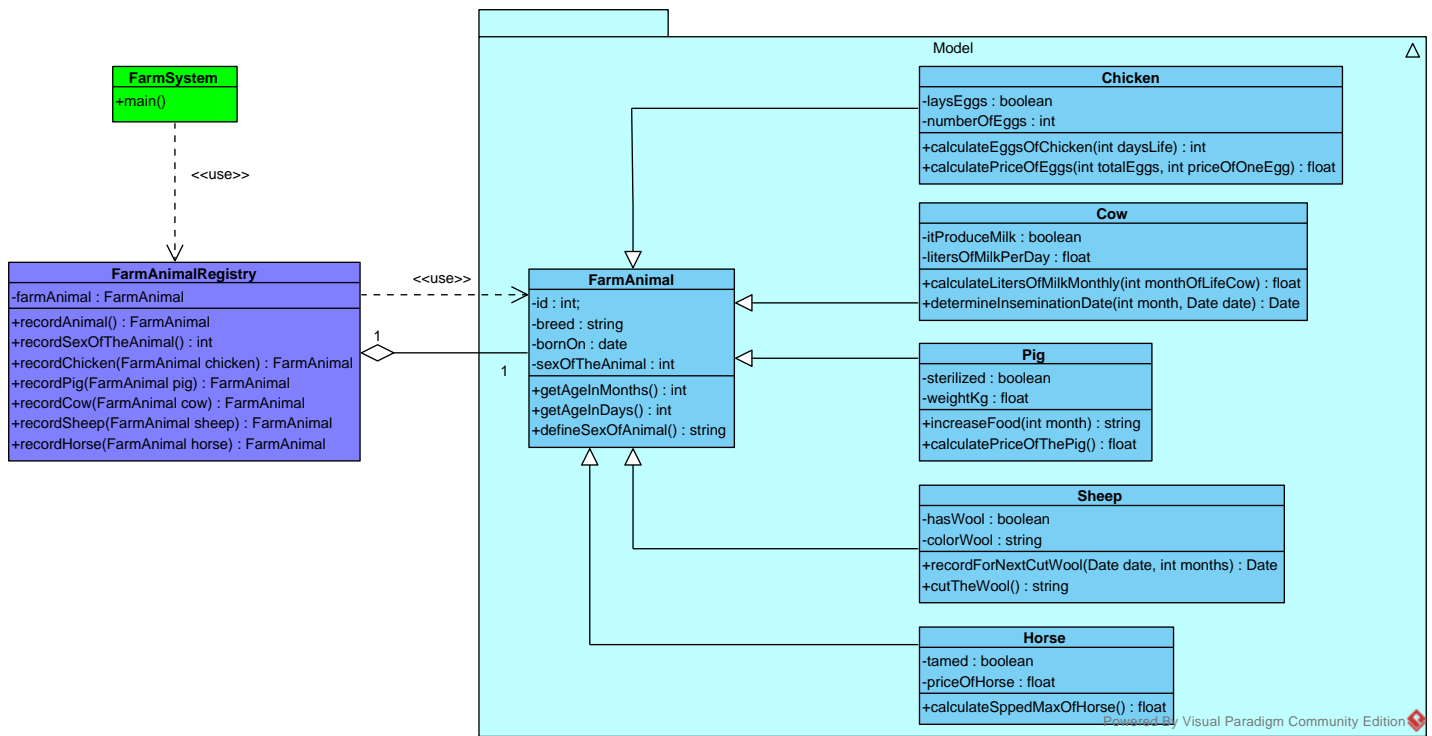 Model
FarmSystem
+main()
<<use>>
FarmAnimalRegistry
-farmAnimal : FarmAnimal
+recordAnimal() : FarmAnimal
+recordSexOfTheAnimal() : int
+recordChicken(FarmAnimal chicken) : FarmAnimal
+recordPig(FarmAnimal pig) : FarmAnimal
+recordCow(FarmAnimal cow) : FarmAnimal
+recordSheep(FarmAnimal sheep) : FarmAnimal
+recordHorse(FarmAnimal horse) : FarmAnimal
<<use>>
1
1
FarmAnimal
-id : int;
-breed : string
-bornOn : date
-sexOfTheAnimal : int
+getAgeInMonths() : int
+getAgeInDays() : int
+defineSexOfAnimal() : string
Chicken
-laysEggs : boolean
-numberOfEggs : int
+calculateEggsOfChicken(int daysLife) : int
+calculatePriceOfEggs(int totalEggs, int priceOfOneEgg) : float
Cow
-itProduceMilk : boolean
-litersOfMilkPerDay : float
+calculateLitersOfMilkMonthly(int monthOfLifeCow) : float
+determineInseminationDate(int month, Date date) : Date
Pig
-sterilized : boolean
-weightKg : float
+increaseFood(int month) : string
+calculatePriceOfThePig() : float
Sheep
-hasWool : boolean
-colorWool : string
+recordForNextCutWool(Date date, int months) : Date
+cutTheWool() : string
Horse
-tamed : boolean
-priceOfHorse : float
+calculateSppedMaxOfHorse() : float
Powered By Visual Paradigm Community Edition